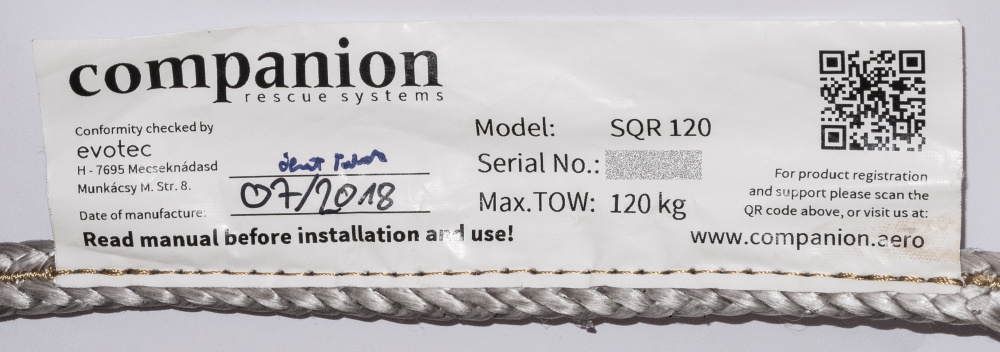 companion
rescue systems
Conformity checked by
evotec
H - 7695 Mecseknádasd
Munkácsy M. Str. 8.
Date of manufacture:
07/2018
Read manual before installation and use!
Model: SQR 120
Serial No.:
Max.TOW: 120 kg
For product registration
and support please scan the
QR code above, or visit us at:
www.companion.aero